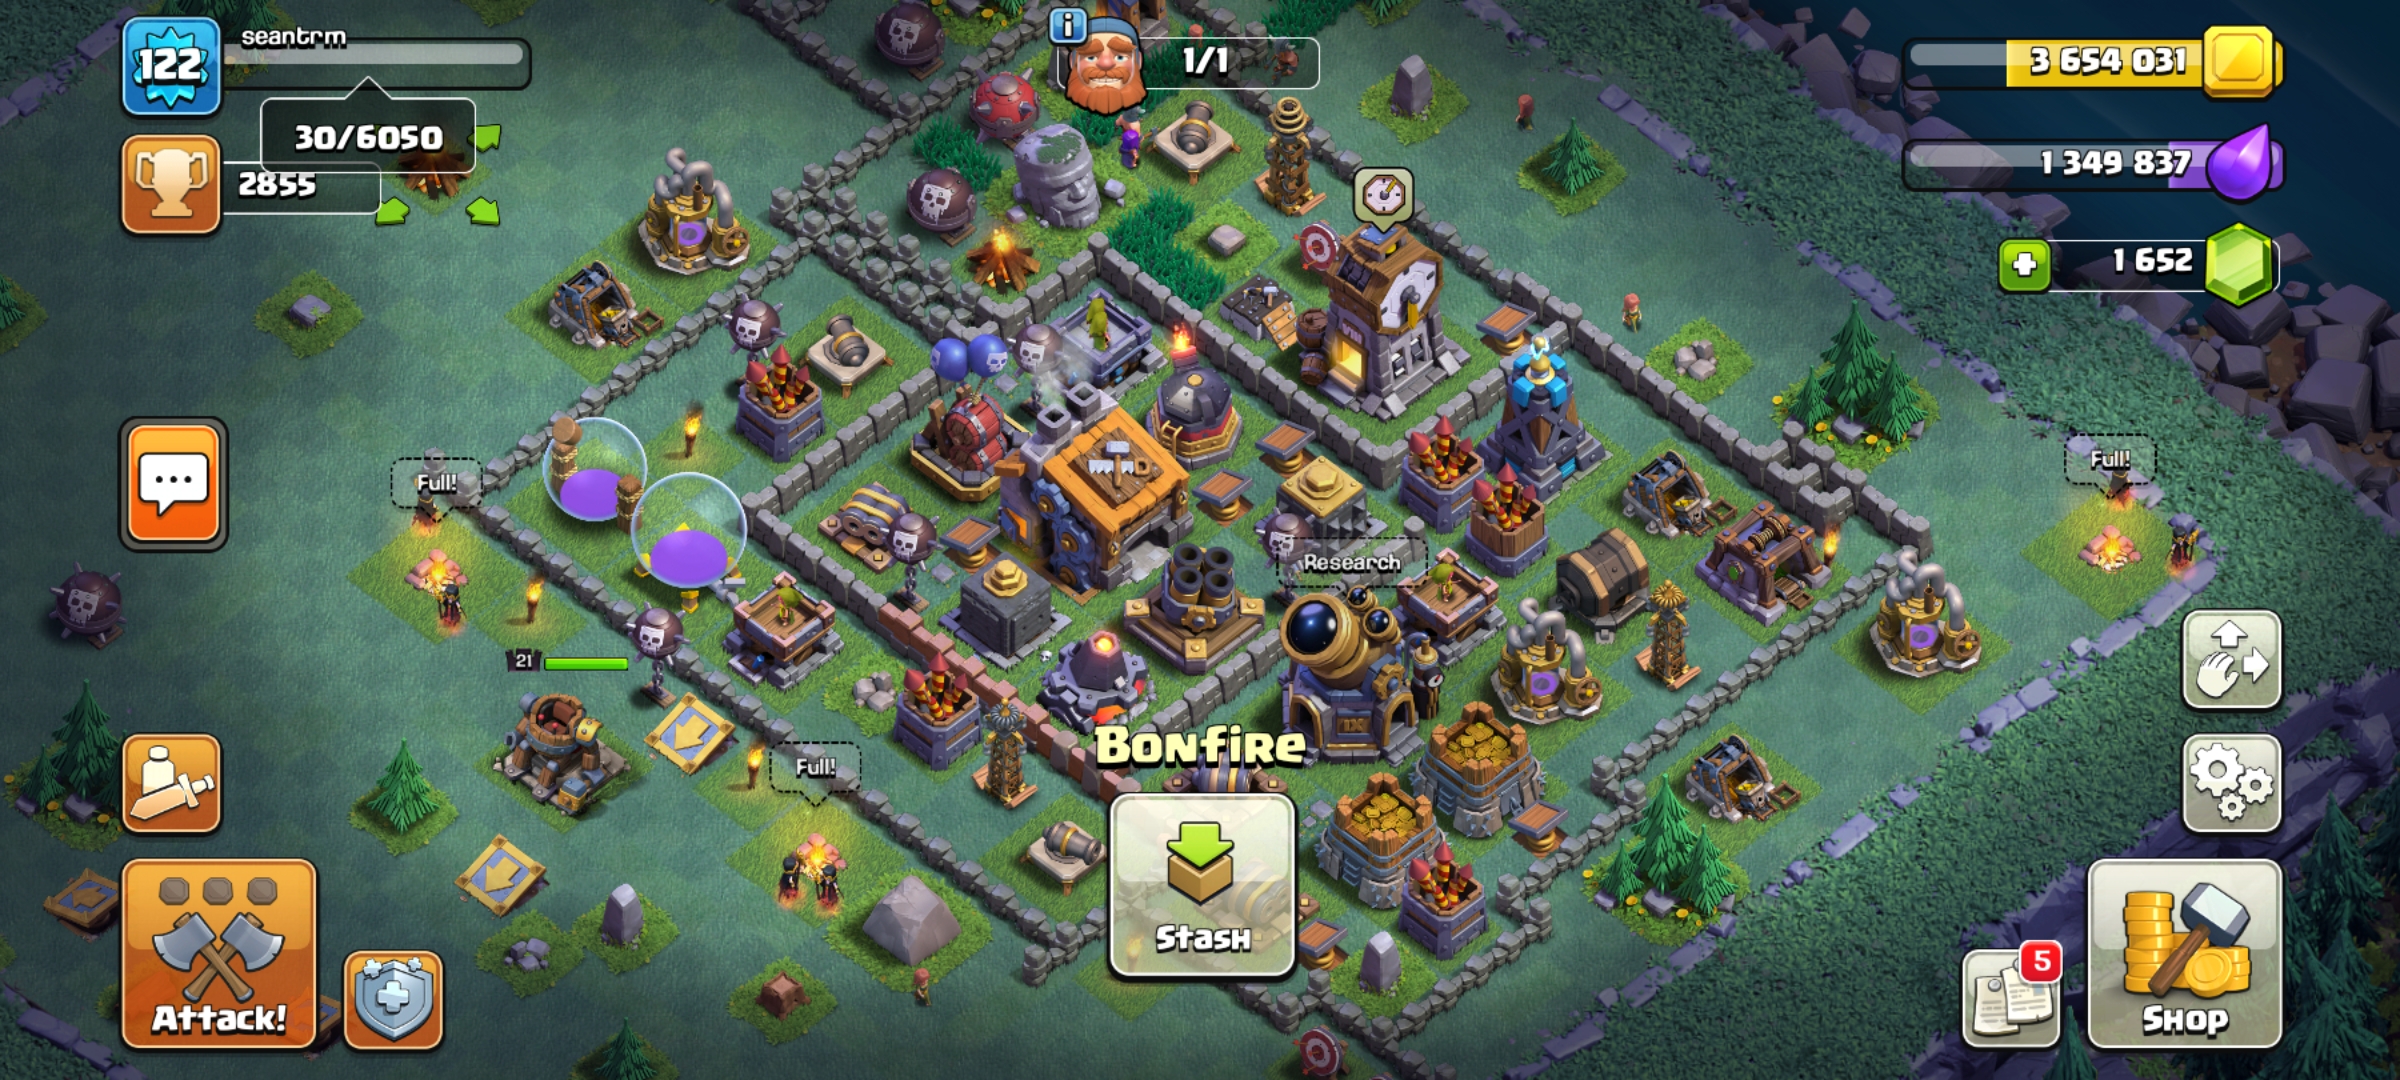 seantrm
122
1/1
3 654 031
30/6050
1 349 837
2855
1 652
Full!
Full!
Research
21
Bonfire
IX
Full!
Stash
5
Attack!
Shop